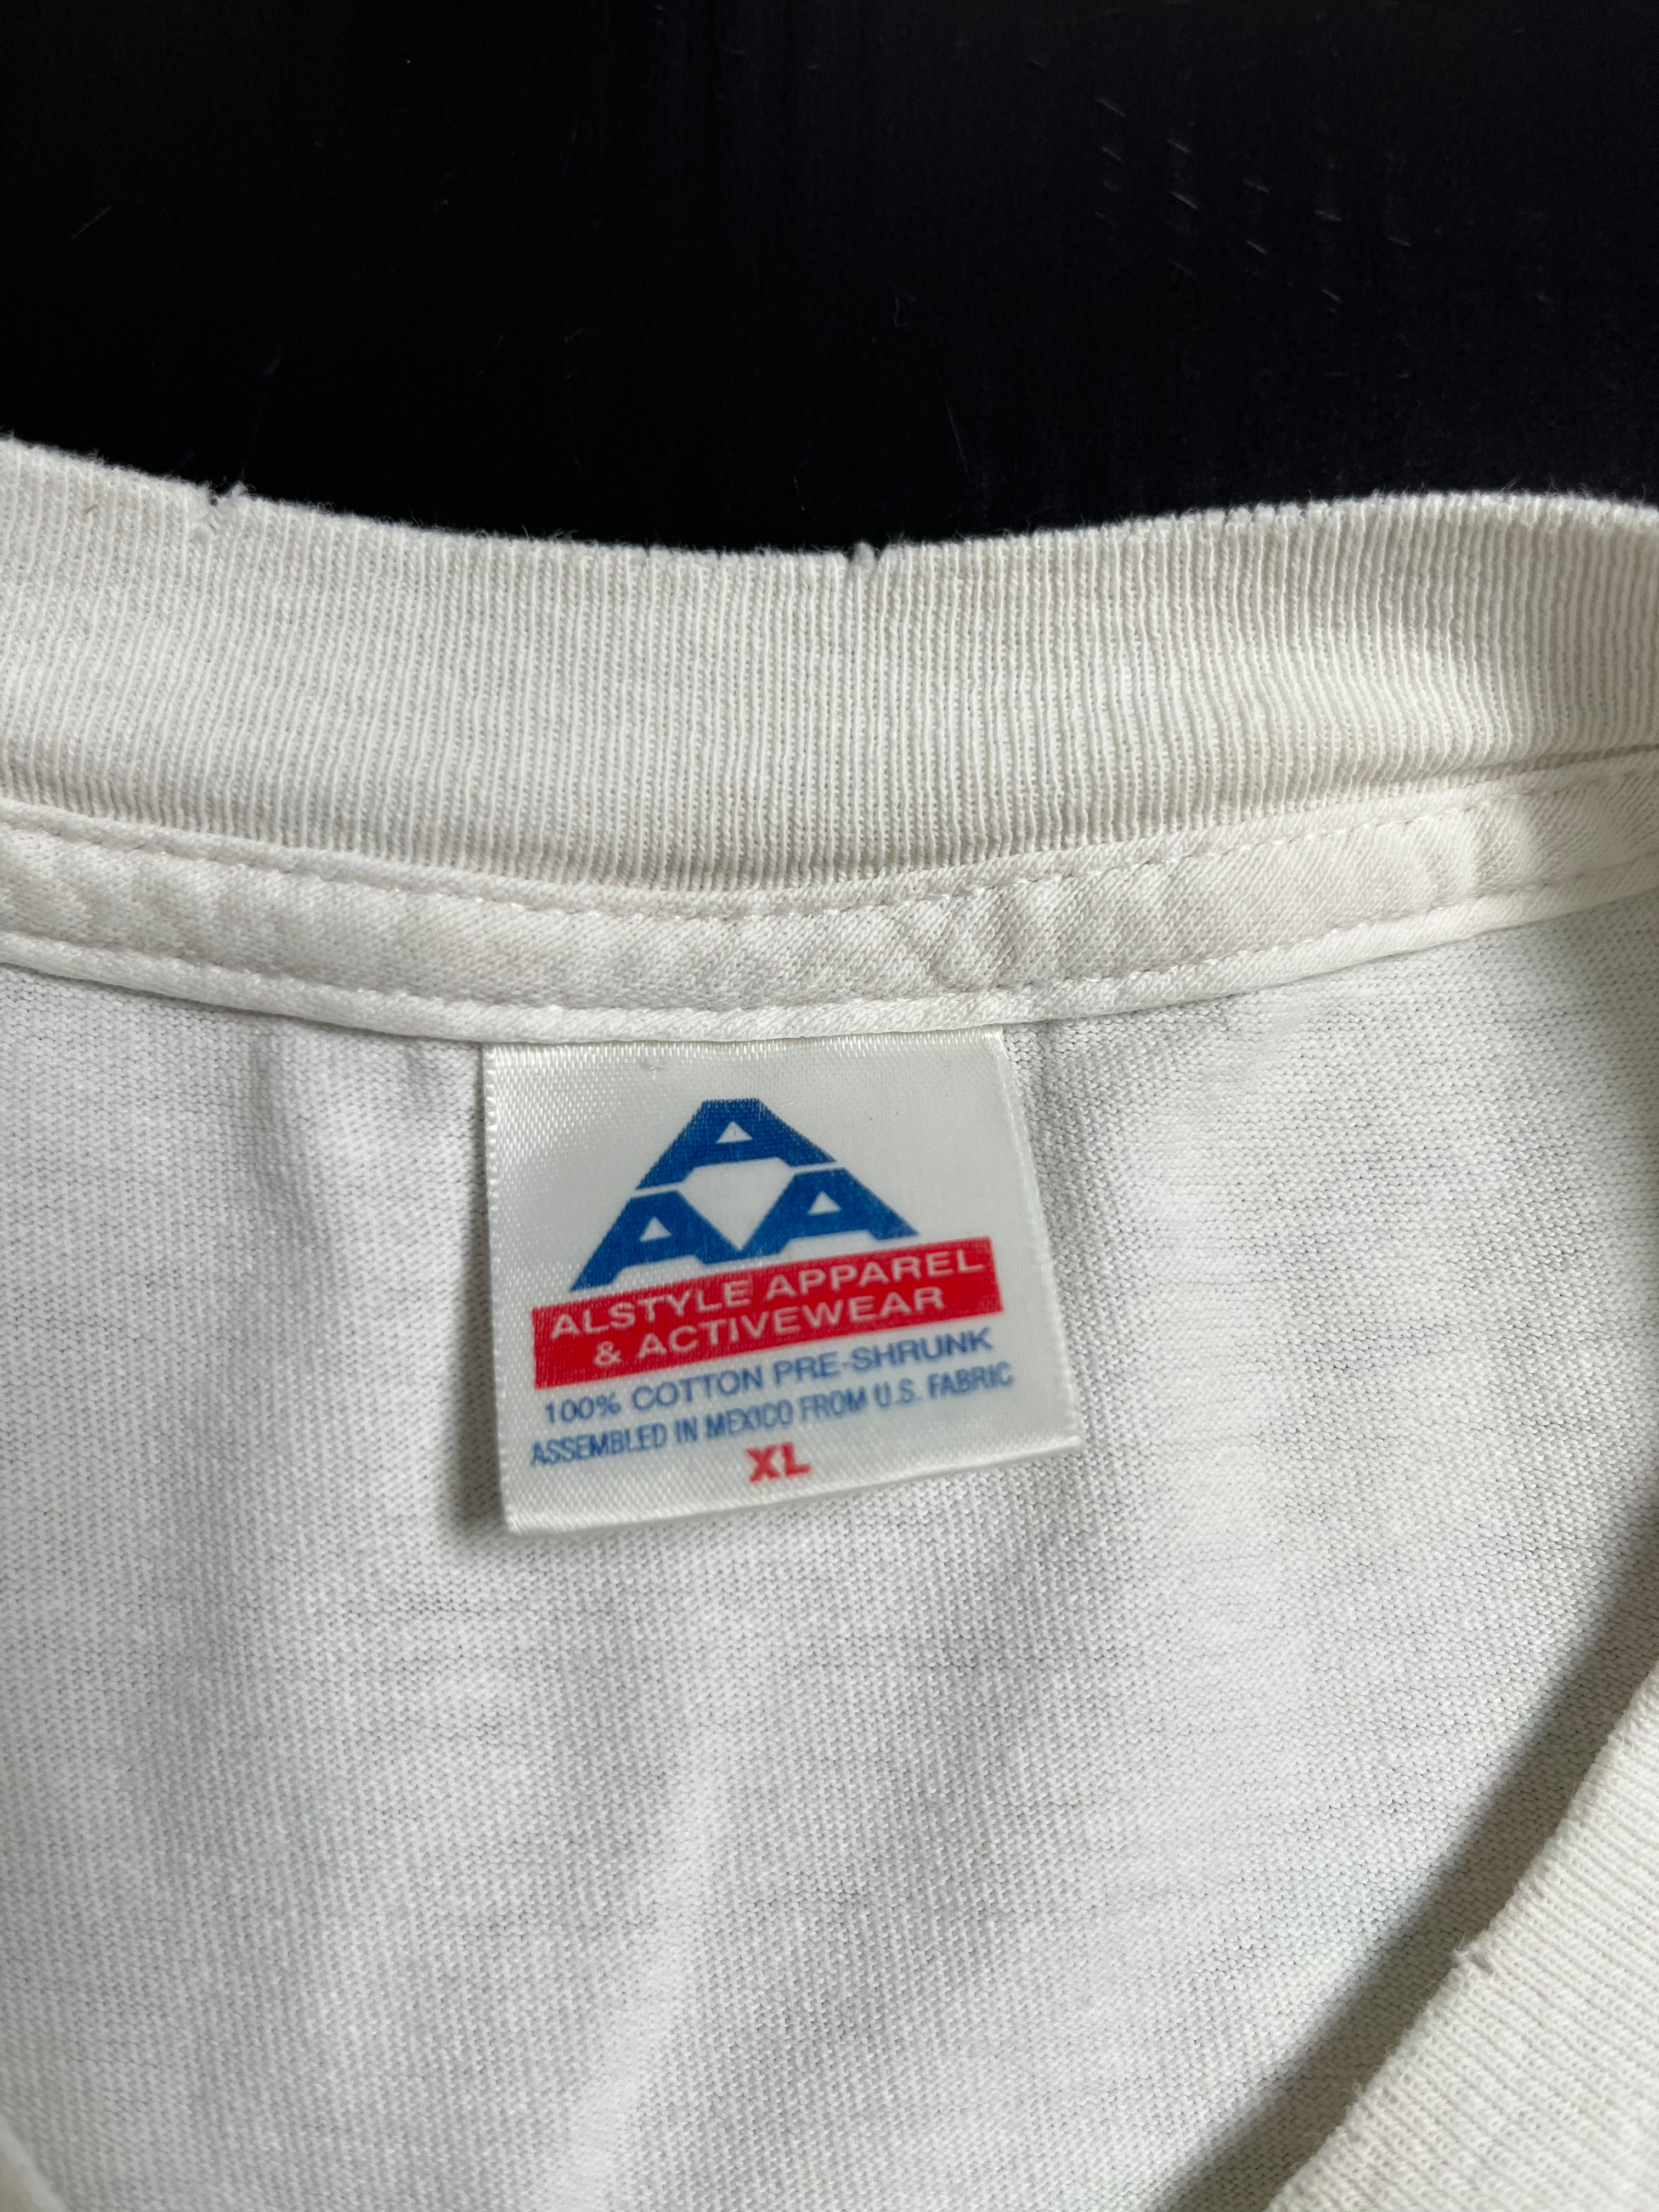 A
A A
ALSTYLE APPAREL
& ACTIVEWEAR
100% COTTON PRE-SHRUNK
ASSEMBLED IN MEXICO FROM U.S. FABRIC
XL